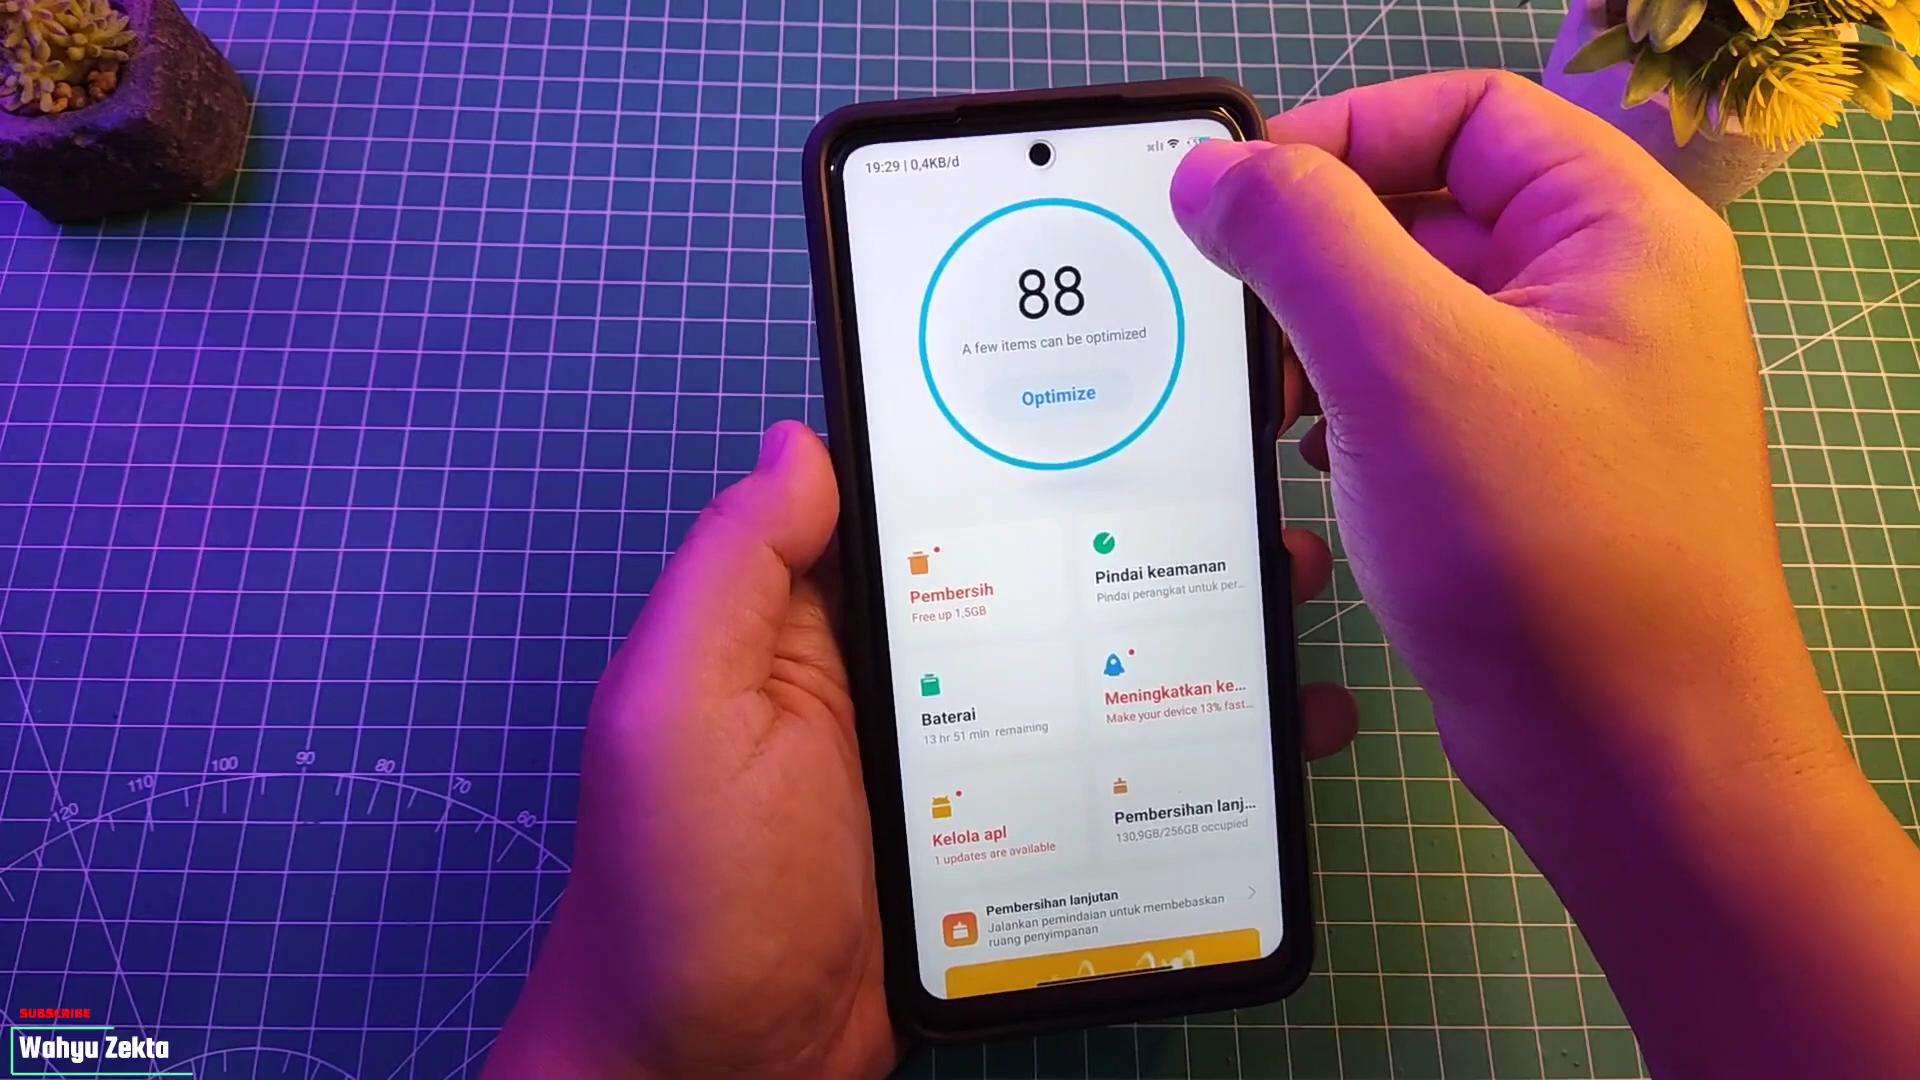 19:29 | 0,4KB/d
88
A few items can be optimized
Optimize
Pembersih
Free up 1,5GB
Pindai keamanan
Pindai perangkat untuk per...
Baterai
13 hr 51 min remaining
Meningkatkan ke...
Make your device 13% fast...
Kelola apl
1 updates are available
Pembersihan lanj...
130,9GB/256GB occupied
Pembersihan lanjutan
Jalankan pemindaian untuk membebaskan
ruang penyimpanan
120 110 100 90 80 70 60
SUBSCRIBE
Wahyu Zekta